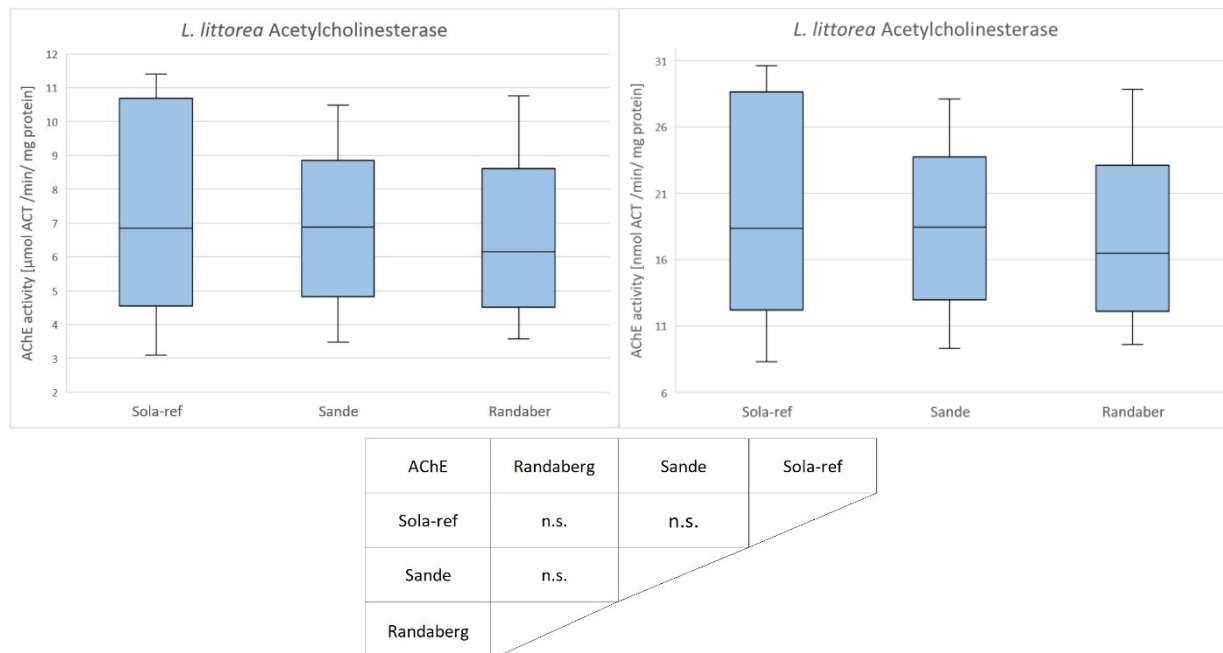 L. littorea Acetylcholinesterase
AChE activity [µmol ACT /min/ mg protein]
12
11
10
9
8
7
6
5
4
3
2
Sola-ref Sande Randaber
L. littorea Acetylcholinesterase
AChE activity [nmol ACT /min/ mg protein]
31
26
21
16
11
6
Sola-ref Sande Randaber
AChE Randaberg Sande Sola-ref
Sola-ref n.s. n.s.
Sande n.s.
Randaberg